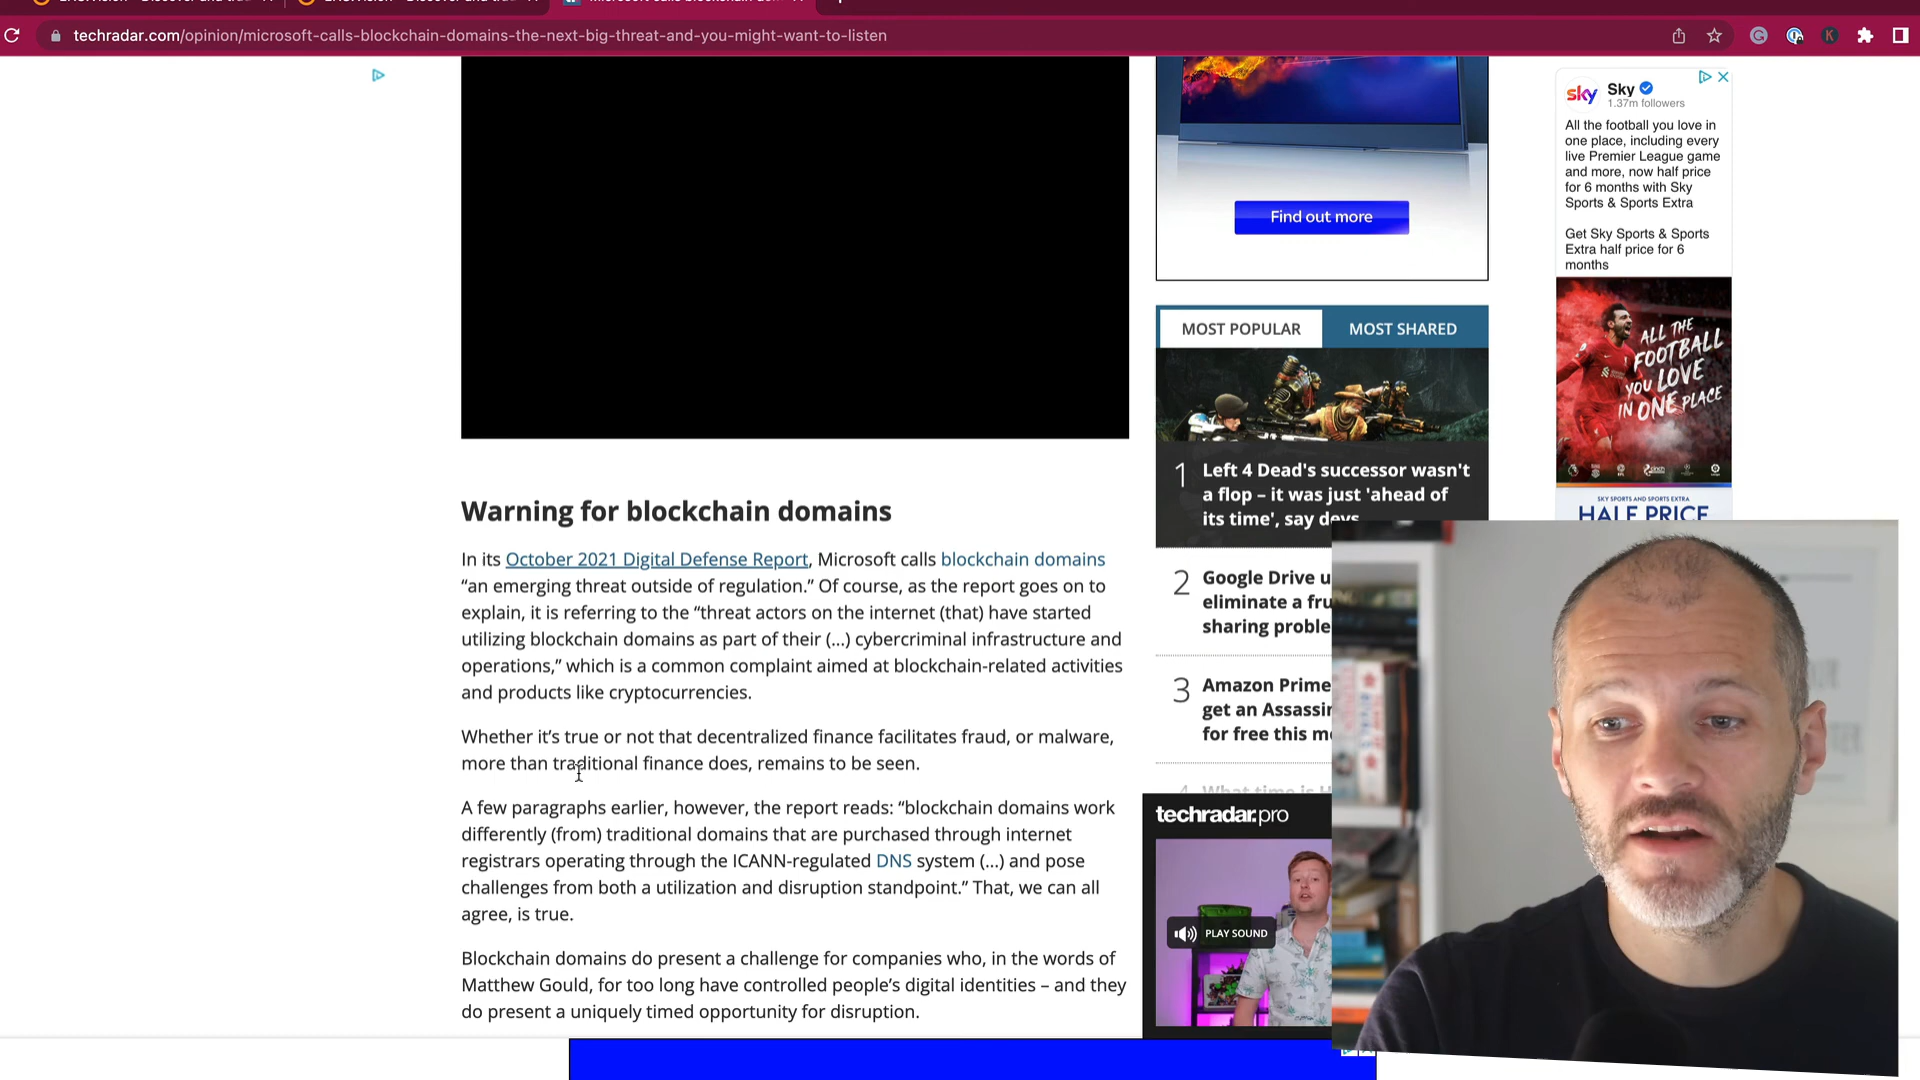 techradar.com/opinion/microsoft-calls-blockchain-domains-the-next-big-threat-and-you-might-want-to-listen
Find out more
MOST POPULAR
MOST SHARED
1
Left 4 Dead's successor wasn't
a flop – it was just 'ahead of
its time', say devs
2
Google Drive u
eliminate a fru
sharing proble
3
Amazon Prime
get an Assassin
for free this m
4 What time is H
techradar.pro
PLAY SOUND
sky
Sky
1.37m followers
All the football you love in
one place, including every
live Premier League game
and more, now half price
for 6 months with Sky
Sports & Sports Extra
Get Sky Sports & Sports
Extra half price for 6
months
ALL THE
FOOTBALL
YOU LOVE
IN ONE PLACE
SKY SPORTS AND SPORTS EXTRA
HALF PRICE
Warning for blockchain domains
In its October 2021 Digital Defense Report, Microsoft calls blockchain domains
“an emerging threat outside of regulation.” Of course, as the report goes on to
explain, it is referring to the “threat actors on the internet (that) have started
utilizing blockchain domains as part of their (...) cybercriminal infrastructure and
operations,” which is a common complaint aimed at blockchain-related activities
and products like cryptocurrencies.
Whether it’s true or not that decentralized finance facilitates fraud, or malware,
more than traditional finance does, remains to be seen.
A few paragraphs earlier, however, the report reads: “blockchain domains work
differently (from) traditional domains that are purchased through internet
registrars operating through the ICANN-regulated DNS system (...) and pose
challenges from both a utilization and disruption standpoint.” That, we can all
agree, is true.
Blockchain domains do present a challenge for companies who, in the words of
Matthew Gould, for too long have controlled people’s digital identities – and they
do present a uniquely timed opportunity for disruption.